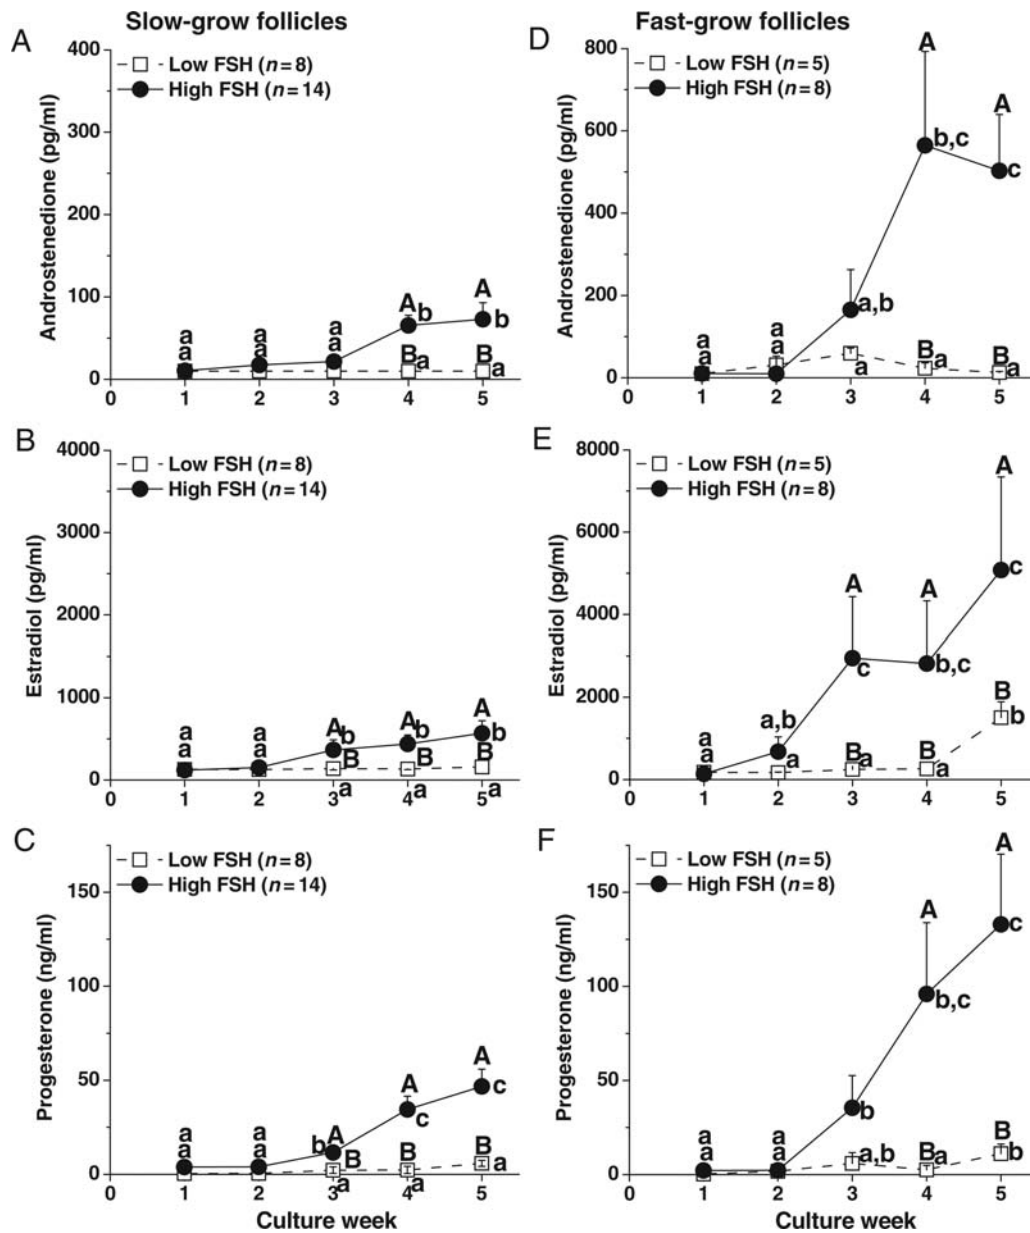 Slow-grow follicles
Fast-grow follicles
A
Low FSH (n=8)
High FSH (n=14)
Androstenedione (pg/ml)
400
300
200
100
0
a
a
a
a
a
a
A
b
A
b
B
a
B
a
0 1 2 3 4 5
D
Low FSH (n=5)
High FSH (n=8)
Androstenedione (pg/ml)
800
600
400
200
0
a
a
a
a
a,b
a
A
b,c
A
c
B
a
B
a
0 1 2 3 4 5
B
Low FSH (n=8)
High FSH (n=14)
Estradiol (pg/ml)
4000
3000
2000
1000
0
a
a
a
a
A
b
A
b
A
b
B
a
B
a
B
a
0 1 2 3 4 5
E
Low FSH (n=5)
High FSH (n=8)
Estradiol (pg/ml)
8000
6000
4000
2000
0
a
a
a,b
a
A
c
A
b,c
A
c
B
a
B
a
B
b
0 1 2 3 4 5
C
Low FSH (n=8)
High FSH (n=14)
Progesterone (ng/ml)
150
100
50
0
a
a
a
a
b
A
A
c
A
c
B
a
B
a
B
a
0 1 2 3 4 5
Culture week
F
Low FSH (n=5)
High FSH (n=8)
Progesterone (ng/ml)
150
100
50
0
a
a
a
a
b
a,b
A
b,c
A
c
B
a
B
b
0 1 2 3 4 5
Culture week